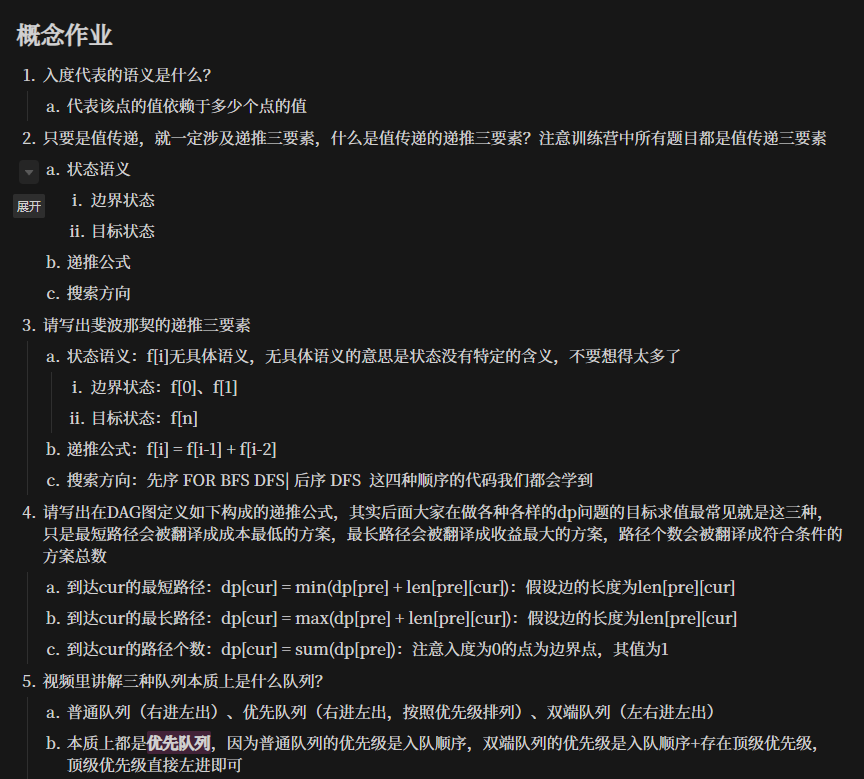 概念作业
1. 入度代表的语义是什么?
a. 代表该点的值依赖于多少个点的值
2. 只要是值传递，就一定涉及递推三要素，什么是值传递的递推三要素？注意训练营中所有题目都是值传递三要素
a. 状态语义
展开
i. 边界状态
ii. 目标状态
b. 递推公式
c. 搜索方向
3. 请写出斐波那契的递推三要素
a. 状态语义：f[i]无具体语义，无具体语义的意思是状态没有特定的含义，不要想得太多了
i. 边界状态：f[0]、f[1]
ii. 目标状态：f[n]
b. 递推公式：f[i] = f[i-1] + f[i-2]
c. 搜索方向：先序 FOR BFS DFS| 后序 DFS 这四种顺序的代码我们都会学到
4. 请写出在DAG图定义如下构成的递推公式，其实后面大家在做各种各样的dp问题的目标求值最常见就是这三种，
只是最短路径会被翻译成成本最低的方案，最长路径会被翻译成收益最大的方案，路径个数会被翻译成符合条件的
方案总数
a. 到达cur的最短路径：dp[cur] = min(dp[pre] + len[pre][cur])：假设边的长度为len[pre][cur]
b. 到达cur的最长路径：dp[cur] = max(dp[pre] + len[pre][cur])：假设边的长度为len[pre][cur]
c. 到达cur的路径个数：dp[cur] = sum(dp[pre])：注意入度为0的点为边界点，其值为1
5. 视频里讲解三种队列本质上是什么队列？
a. 普通队列（右进左出）、优先队列（右进左出，按照优先级排列）、双端队列（左右进左出）
b. 本质上都是优先队列，因为普通队列的优先级是入队顺序，双端队列的优先级是入队顺序+存在顶级优先级，
顶级优先级直接左进即可